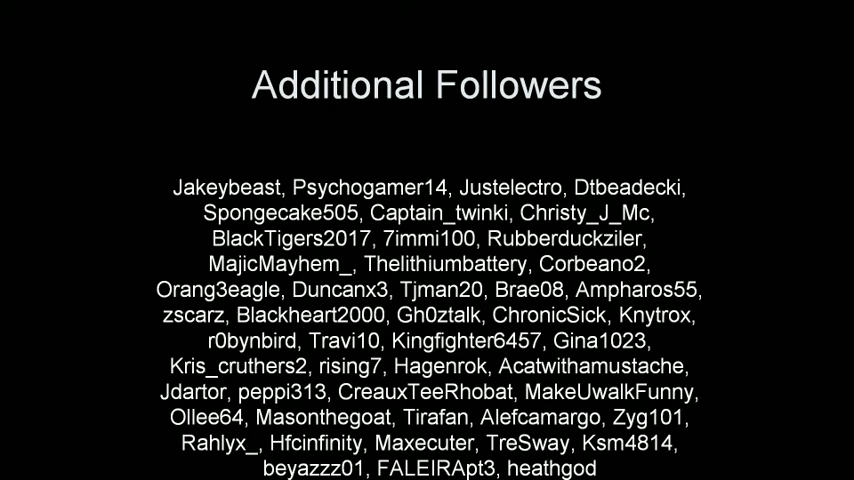 Additional Followers
Jakeybeast, Psychogamer14, Justelectro, Dtbeadecki,
Spongecake505, Captain_twinki, Christy_J_Mc,
BlackTigers2017, 7immi100, Rubberduckziler,
MajicMayhem_, Thelithiumbattery, Corbeano2,
Orang3eagle, Duncanx3, Tjman20, Brae08, Ampharos55,
zscarz, Blackheart2000, Gh0ztalk, ChronicSick, Knytrox,
r0bynbird, Travi10, Kingfighter6457, Gina1023,
Kris_cruthers2, rising7, Hagenrok, Acatwithamustache,
Jdartor, peppi313, CreauxTeeRhobat, MakeUwalkFunny,
Ollee64, Masonthegoat, Tirafan, Alefcamargo, Zyg101,
Rahlyx_, Hfcinfinity, Maxecuter, TreSway, Ksm4814,
beyazzz01, FALEIRApt3, heathgod